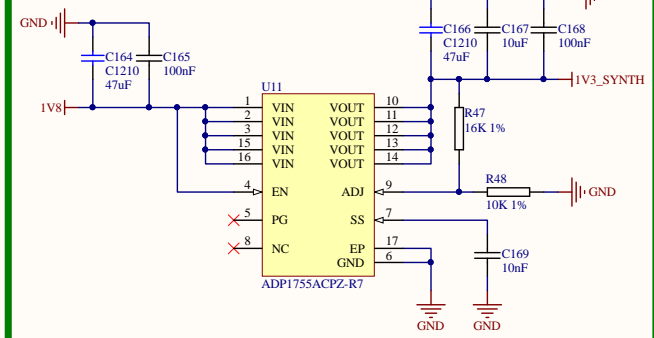 GND
C164
C1210
47uF
C165
100nF
1V8
C166
C1210
47uF
C167
10uF
C168
100nF
1V3_SYNTH
U11
1 VIN VOUT 10
2 VIN VOUT 11
3 VIN VOUT 12
15 VIN VOUT 13
16 VIN VOUT 14
4 EN ADJ 9
5 PG SS 7
8 NC EP 17
GND 6
ADP1755ACPZ-R7
R47
16K 1%
R48
10K 1%
GND
C169
10nF
GND
GND